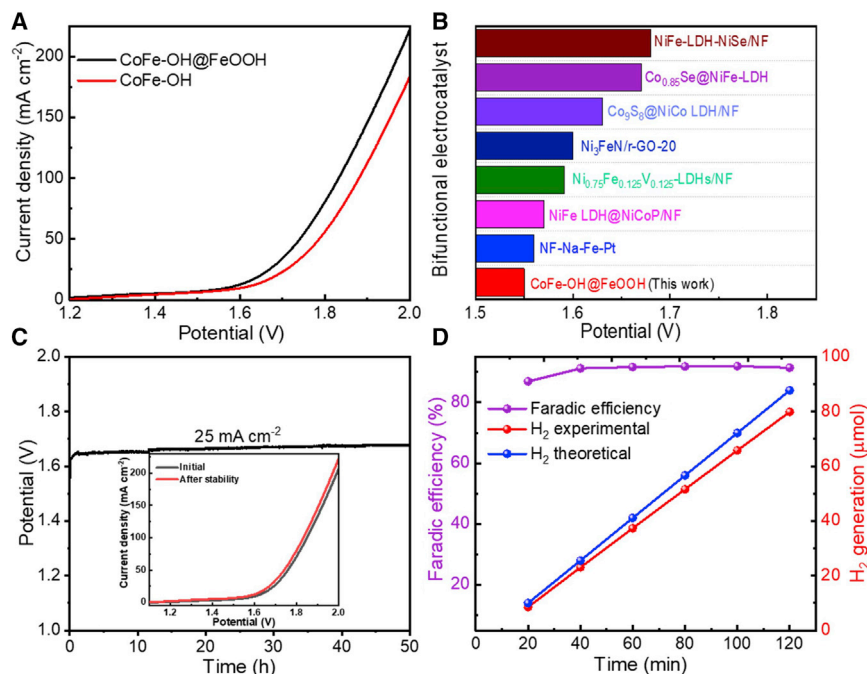 A
Current density (mA cm⁻²)
200
150
100
50
0
CoFe-OH@FeOOH
CoFe-OH
1.2 1.4 1.6 1.8 2.0
Potential (V)
B
Bifunctional electrocatalyst
NiFe-LDH-NiSe/NF
Co₀.₈₅Se@NiFe-LDH
Co₉S₈@NiCo LDH/NF
Ni₃FeN/r-GO-20
Ni₀.₇₅Fe₀.₁₂₅V₀.₁₂₅-LDHs/NF
NiFe LDH@NiCoP/NF
NF-Na-Fe-Pt
CoFe-OH@FeOOH (This work)
1.5 1.6 1.7 1.8
Potential (V)
C
Potential (V)
2.0
1.8
1.6
1.4
1.2
1.0
25 mA cm⁻²
Current density (mA cm⁻²)
200
150
100
50
0
Initial
After stability
1.2 1.4 1.6 1.8 2.0
Potential (V)
0 10 20 30 40 50
Time (h)
D
Faradic efficiency (%)
80
60
40
20
Faradic efficiency
H₂ experimental
H₂ theoretical
0 20 40 60 80 100 120
Time (min)
100
80
60
40
20
0
H₂ generation (μmol)